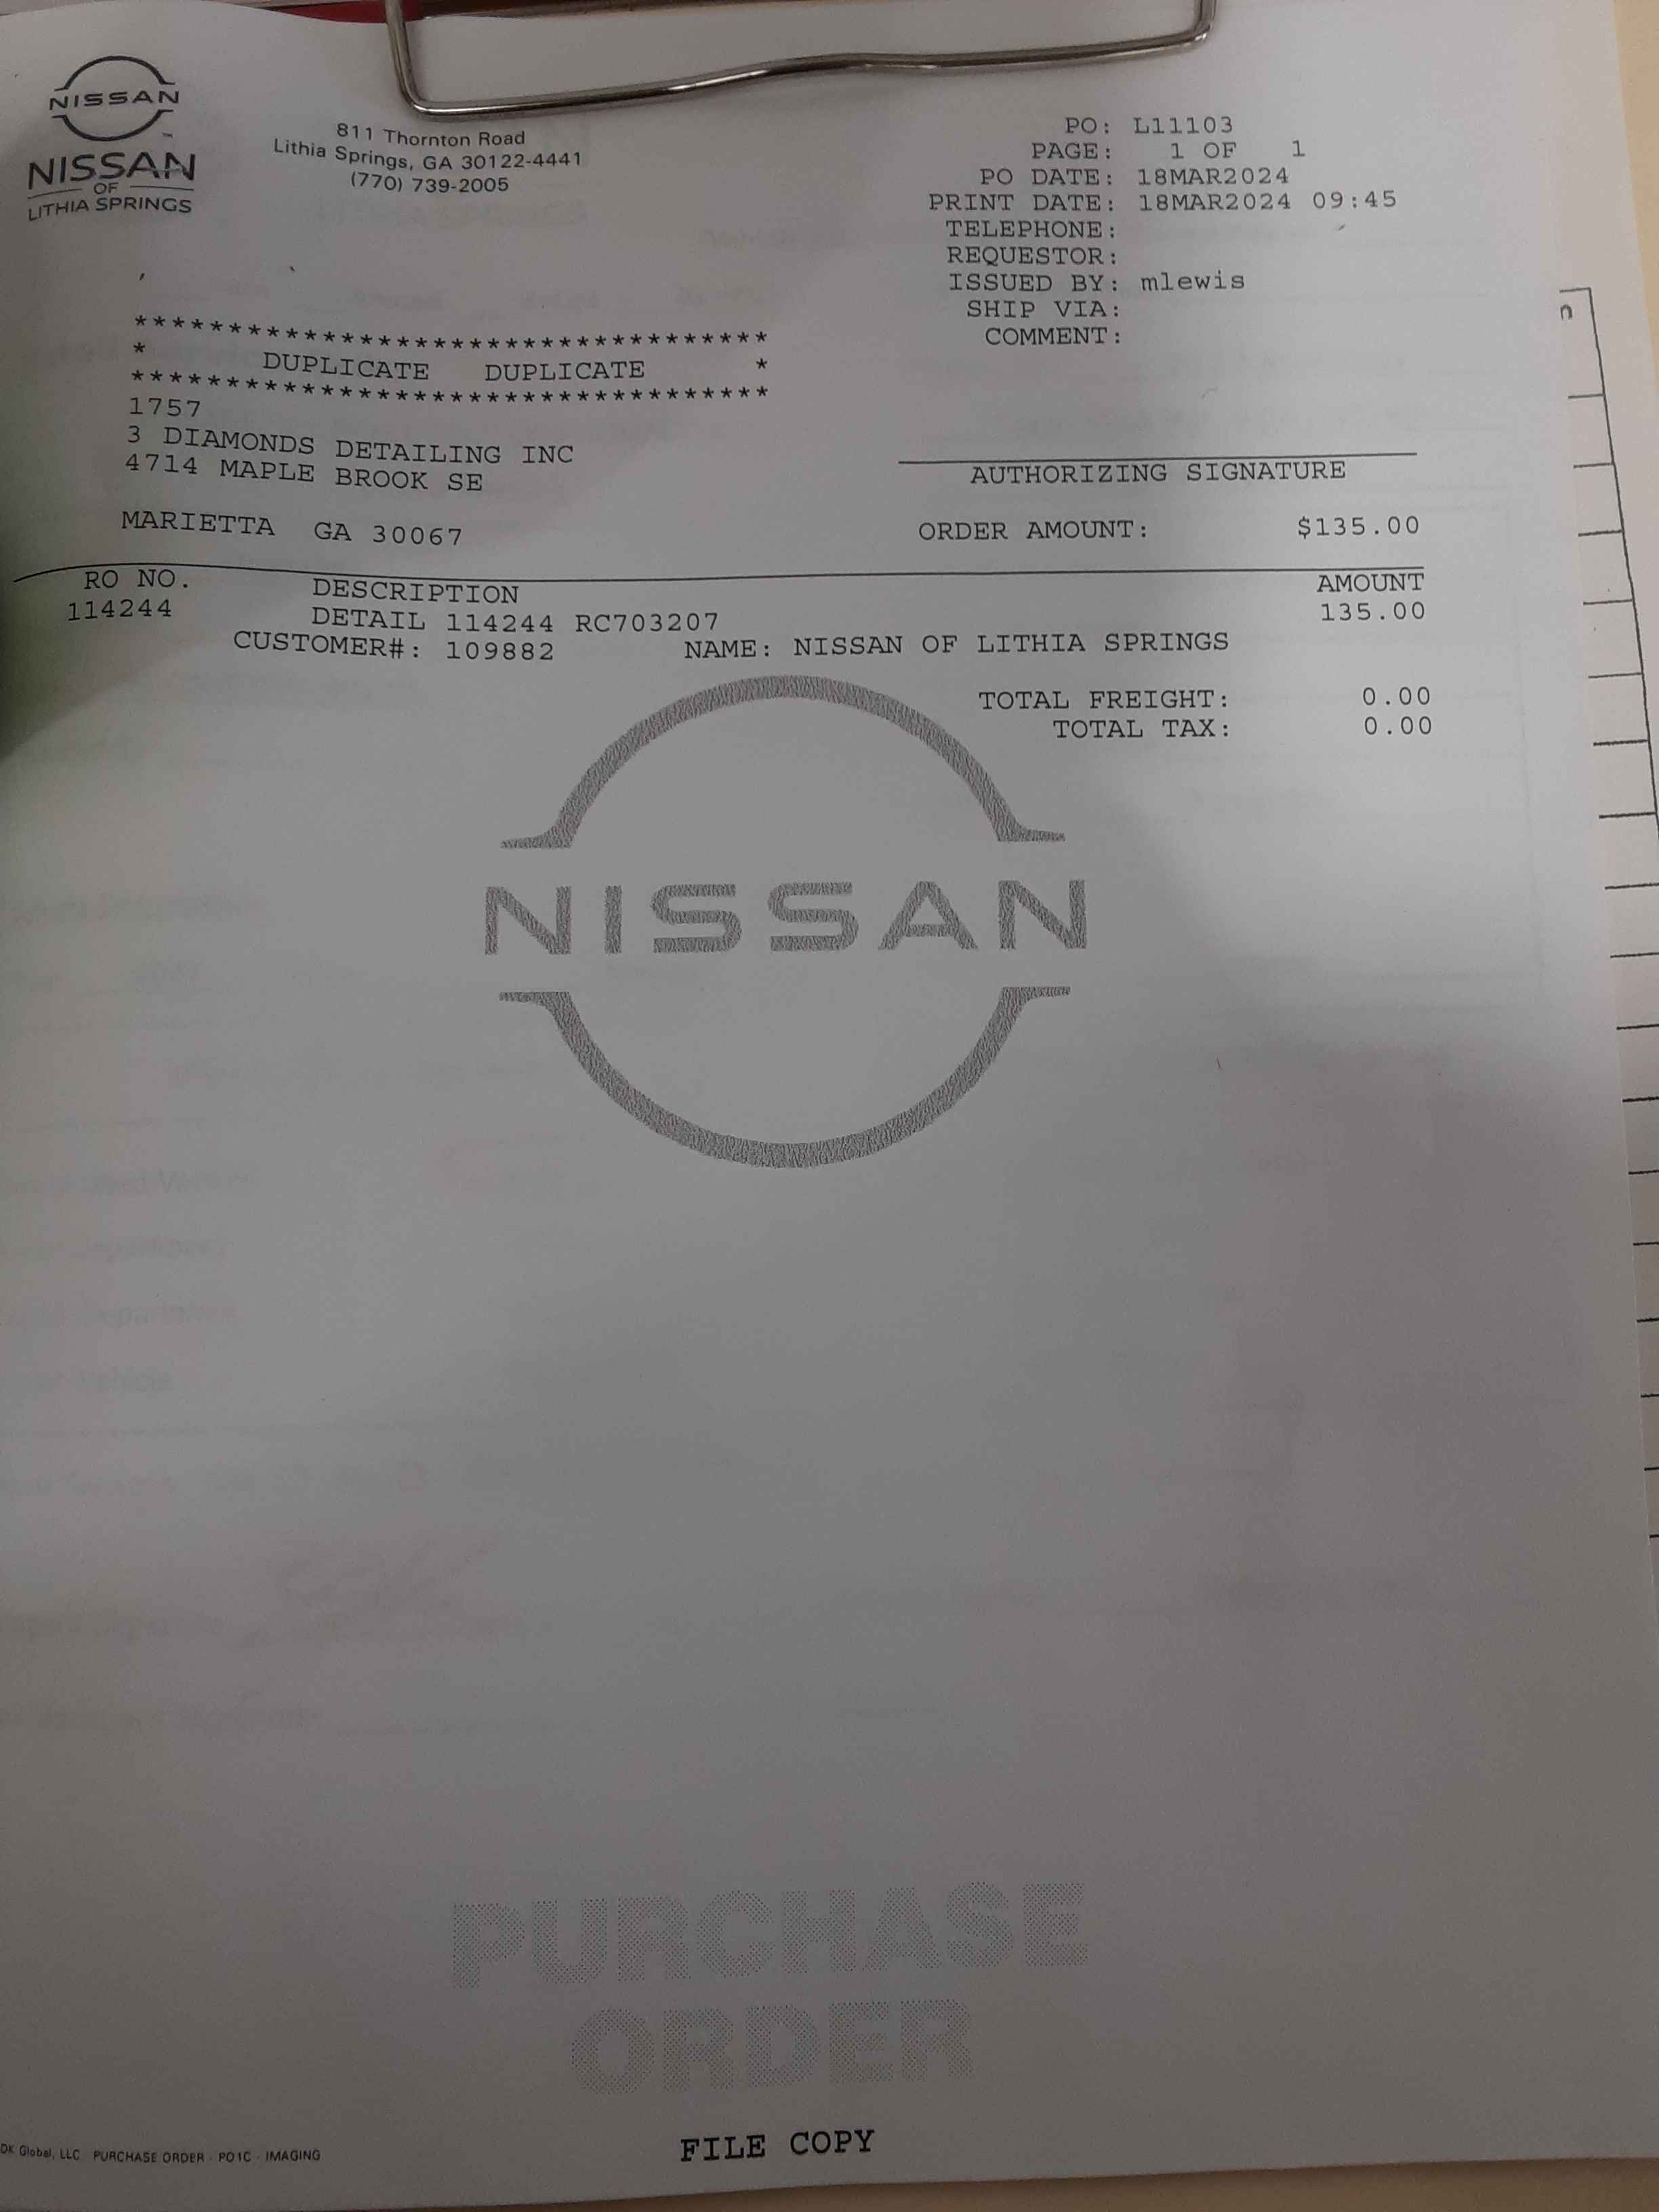 NISSAN
NISSAN
OF
LITHIA SPRINGS
811 Thornton Road
Lithia Springs, GA 30122-4441
(770) 739-2005
PO: L11103
PAGE: 1 OF 1
PO DATE: 18MAR2024
PRINT DATE: 18MAR2024 09:45
TELEPHONE:
REQUESTOR:
ISSUED BY: mlewis
SHIP VIA:
COMMENT:
**********************************
* DUPLICATE DUPLICATE *
**********************************
1757
3 DIAMONDS DETAILING INC
4714 MAPLE BROOK SE
MARIETTA GA 30067
AUTHORIZING SIGNATURE
ORDER AMOUNT: $135.00
RO NO. DESCRIPTION AMOUNT
114244 DETAIL 114244 RC703207 135.00
CUSTOMER#: 109882 NAME: NISSAN OF LITHIA SPRINGS
TOTAL FREIGHT: 0.00
TOTAL TAX: 0.00
NISSAN
PURCHASE
ORDER
FILE COPY
DK Global, LLC PURCHASE ORDER - PO1C - IMAGING